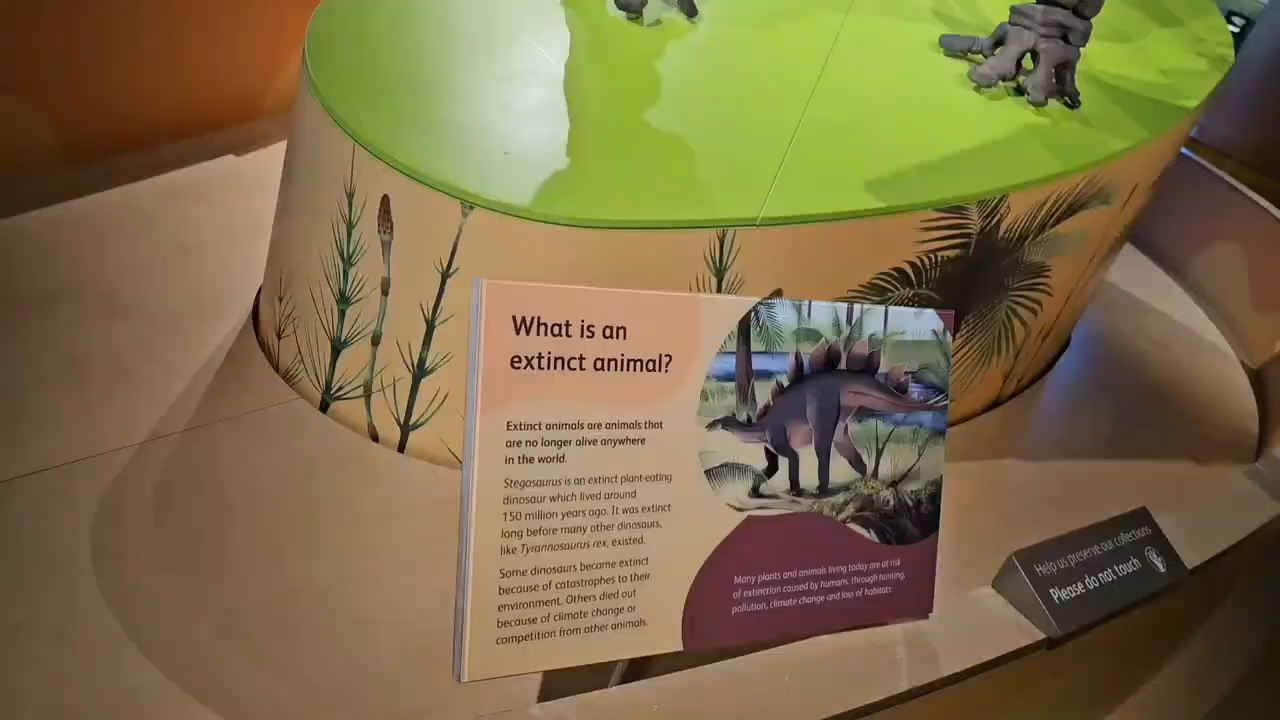 What is an
extinct animal?
Extinct animals are animals that
are no longer alive anywhere
in the world.
Stegosaurus is an extinct plant-eating
dinosaur which lived around
150 million years ago. It was extinct
long before many other dinosaurs,
like Tyrannosaurus rex, existed.
Some dinosaurs became extinct
because of catastrophes to their
environment. Others died out
because of climate change or
competition from other animals.
Many plants and animals living today are at risk
of extinction caused by humans, through hunting,
pollution, climate change and loss of habitats
Help us preserve our collections.
Please do not touch